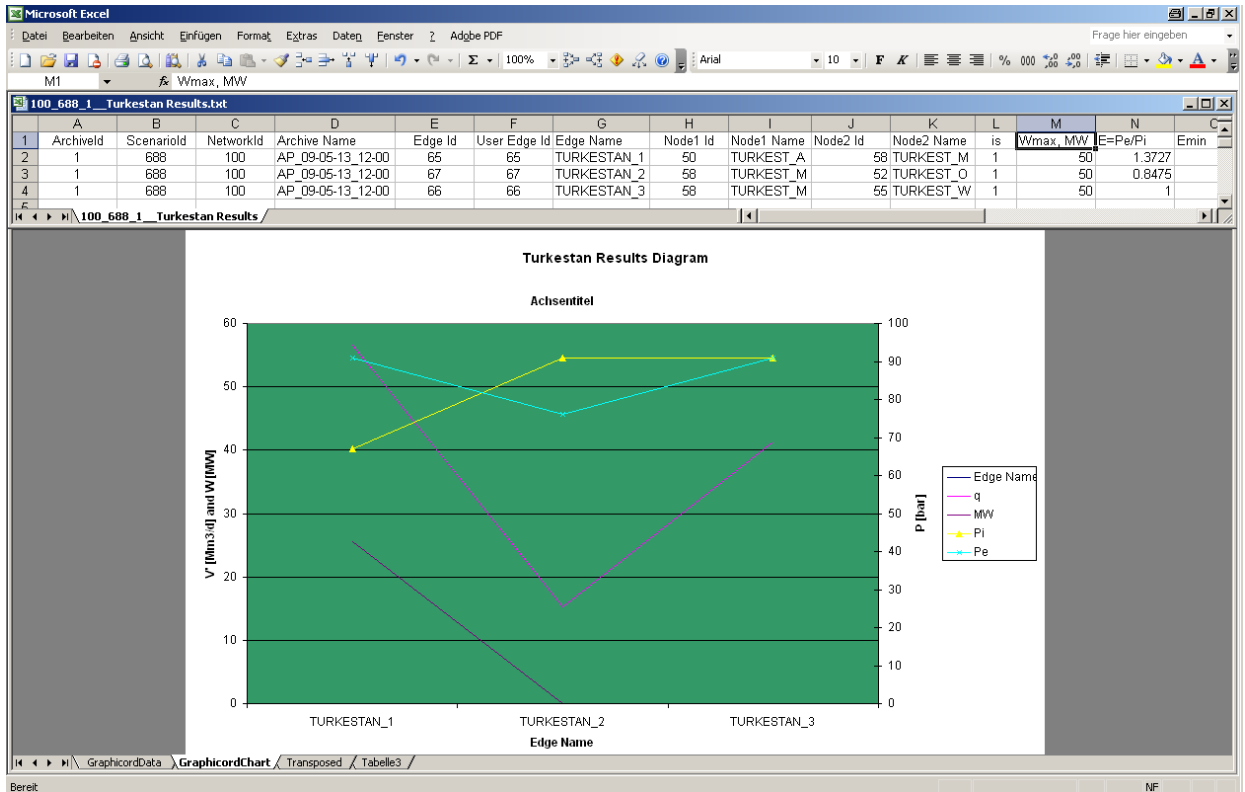 Microsoft Excel
Datei Bearbeiten Ansicht Einfügen Format Extras Daten Fenster ? Adobe PDF Frage hier eingeben
100% Arial 10 F K % 000
M1 fx Wmax, MW
100_688_1__Turkestan Results.txt
A B C D E F G H I J K L M N
1 ArchiveId ScenarioId NetworkId Archive Name Edge Id User Edge Id Edge Name Node1 Id Node1 Name Node2 Id Node2 Name is Wmax, MW E=Pe/Pi Emin
2 1 688 100 AP_09-05-13_12-00 65 65 TURKESTAN_1 50 TURKEST_A 58 TURKEST_M 1 50 1.3727
3 1 688 100 AP_09-05-13_12-00 67 67 TURKESTAN_2 58 TURKEST_M 52 TURKEST_O 1 50 0.8475
4 1 688 100 AP_09-05-13_12-00 66 66 TURKESTAN_3 58 TURKEST_M 55 TURKEST_W 1 50 1
100_688_1__Turkestan Results
Turkestan Results Diagram
Achsentitel
60 100
90
50
80
70
40
60
30 50
40
20
30
20
10
10
0 0
V' [Mm3/d] and W [MW]
P [bar]
Edge Name
q
MW
Pi
Pe
TURKESTAN_1 TURKESTAN_2 TURKESTAN_3
Edge Name
GraphicordData GraphicordChart Transposed Tabelle3
Bereit NF